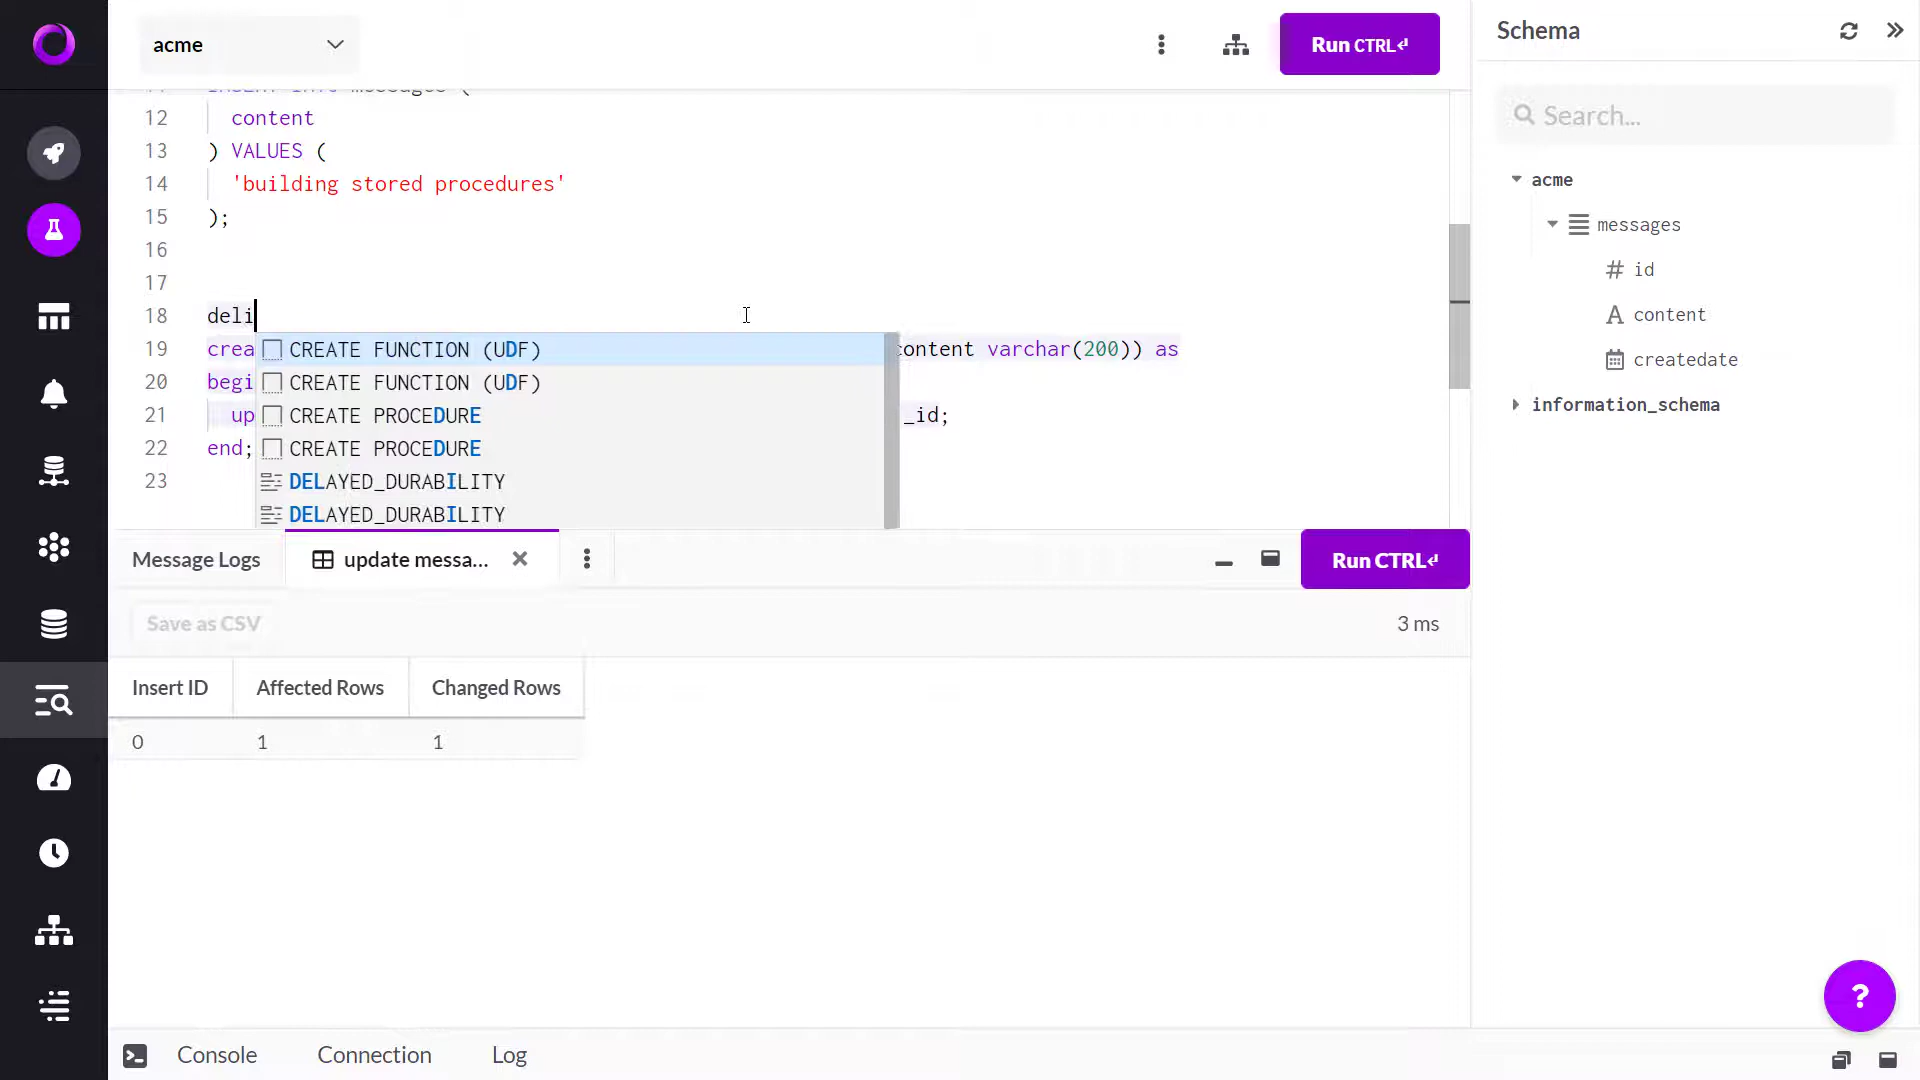 acme
Run CTRL↵
12 content
13 ) VALUES (
14 'building stored procedures'
15 );
16
17
18 deli
19 crea content varchar(200)) as
20 begi
21 up _id;
22 end;
23
CREATE FUNCTION (UDF)
CREATE FUNCTION (UDF)
CREATE PROCEDURE
CREATE PROCEDURE
DELAYED_DURABILITY
DELAYED_DURABILITY
Message Logs
update messa...
Run CTRL↵
Save as CSV
3 ms
Insert ID Affected Rows Changed Rows
0 1 1
Console Connection Log
Schema
Search...
acme
messages
id
content
createdate
information_schema
?